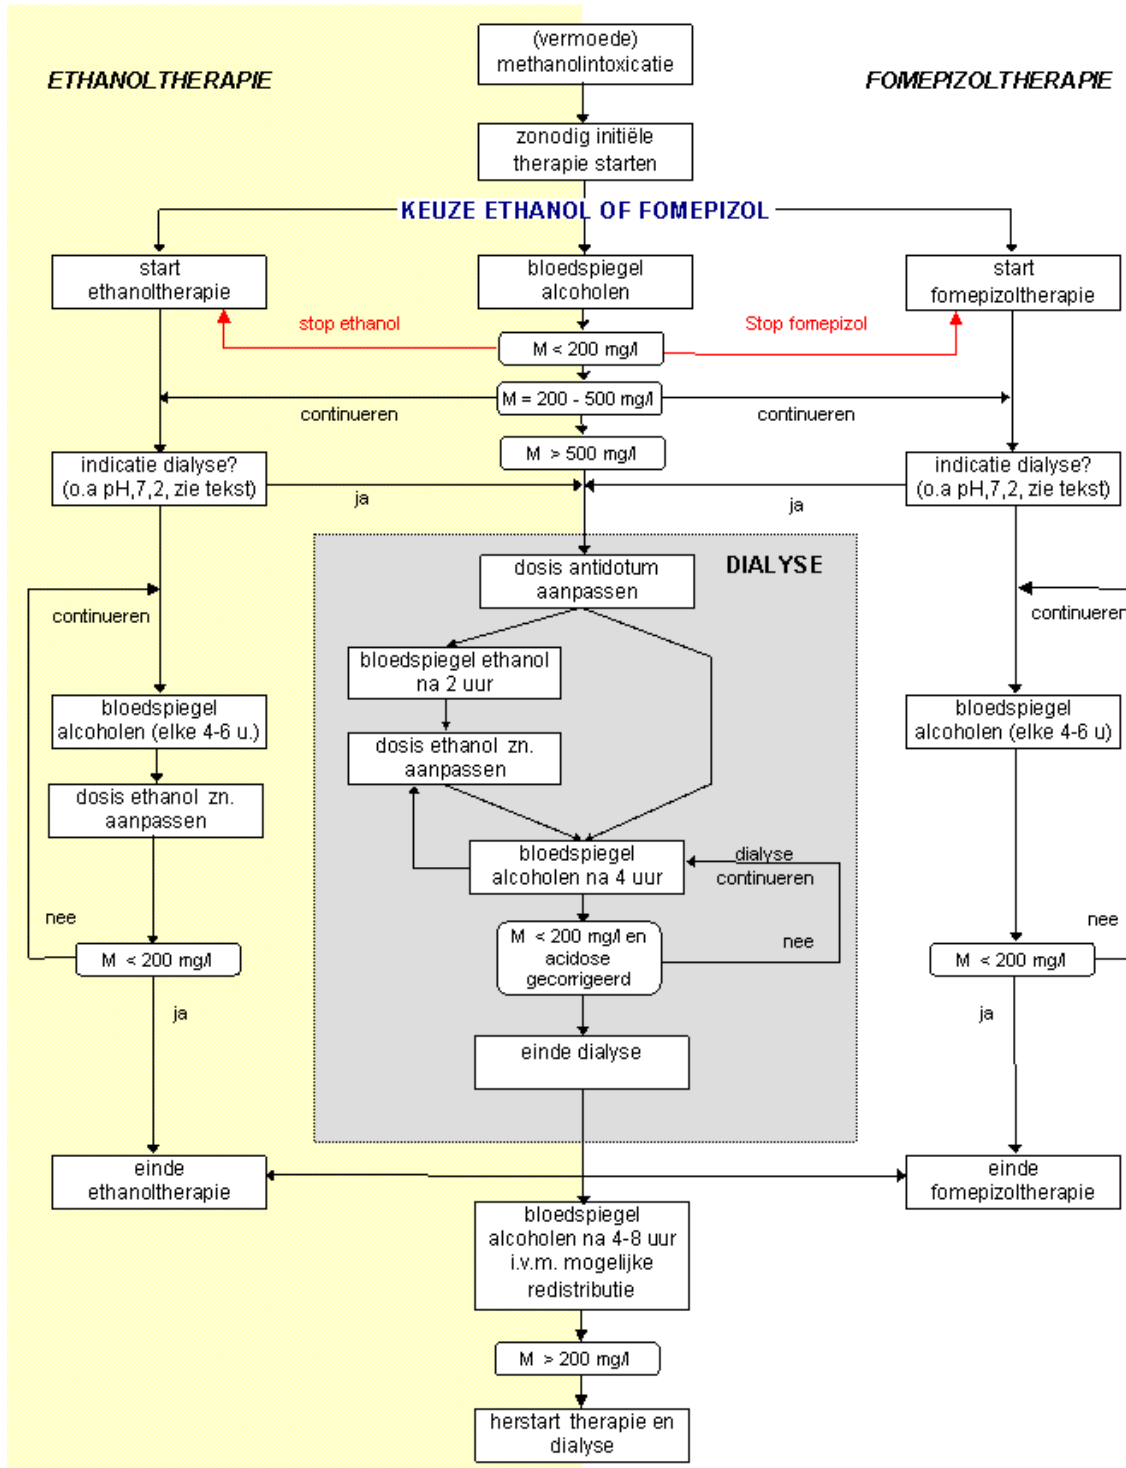 (vermoede)
methanolintoxicatie
ETHANOLTHERAPIE
FOMEPIZOLTHERAPIE
zonodig initiële
therapie starten
KEUZE ETHANOL OF FOMEPIZOL
start
ethanoltherapie
bloedspiegel
alcoholen
start
fomepizoltherapie
stop ethanol
Stop fomepizol
M < 200 mg/l
M = 200 - 500 mg/l
continueren
continueren
M > 500 mg/l
indicatie dialyse?
(o.a pH,7,2, zie tekst)
indicatie dialyse?
(o.a pH,7,2, zie tekst)
ja
ja
DIALYSE
dosis antidotum
aanpassen
continueren
continueren
bloedspiegel ethanol
na 2 uur
bloedspiegel
alcoholen (elke 4-6 u.)
bloedspiegel
alcoholen (elke 4-6 u)
dosis ethanol zn.
aanpassen
dosis ethanol zn.
aanpassen
bloedspiegel
alcoholen na 4 uur
dialyse
continueren
nee
nee
nee
M < 200 mg/l en
acidose
gecorrigeerd
M < 200 mg/l
M < 200 mg/l
ja
ja
einde dialyse
einde
ethanoltherapie
einde
fomepizoltherapie
bloedspiegel
alcoholen na 4-8 uur
i.v.m. mogelijke
redistributie
M > 200 mg/l
herstart therapie en
dialyse